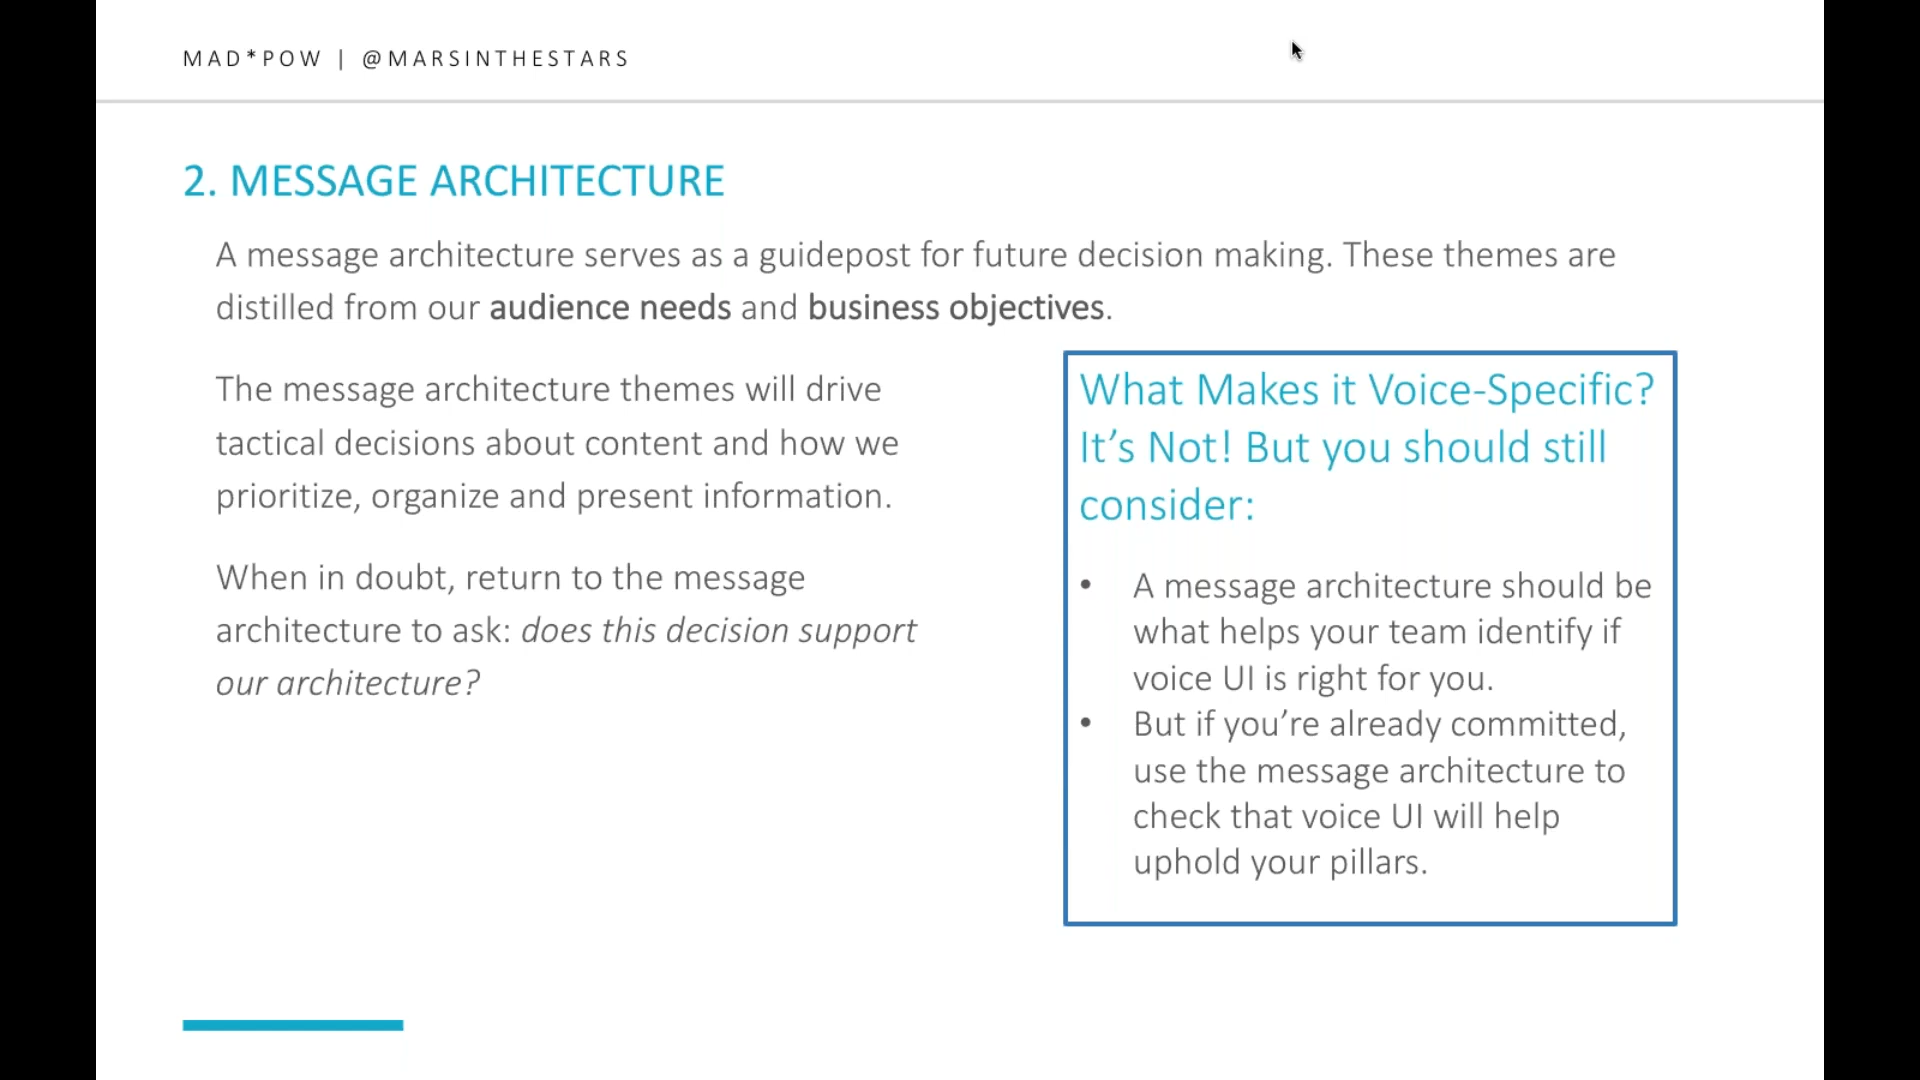 MAD*POW | @MARSINTHESTARS
2. MESSAGE ARCHITECTURE
A message architecture serves as a guidepost for future decision making. These themes are
distilled from our audience needs and business objectives.
The message architecture themes will drive
tactical decisions about content and how we
prioritize, organize and present information.
When in doubt, return to the message
architecture to ask: does this decision support
our architecture?
What Makes it Voice-Specific?
It’s Not! But you should still
consider:
• A message architecture should be
what helps your team identify if
voice UI is right for you.
• But if you’re already committed,
use the message architecture to
check that voice UI will help
uphold your pillars.